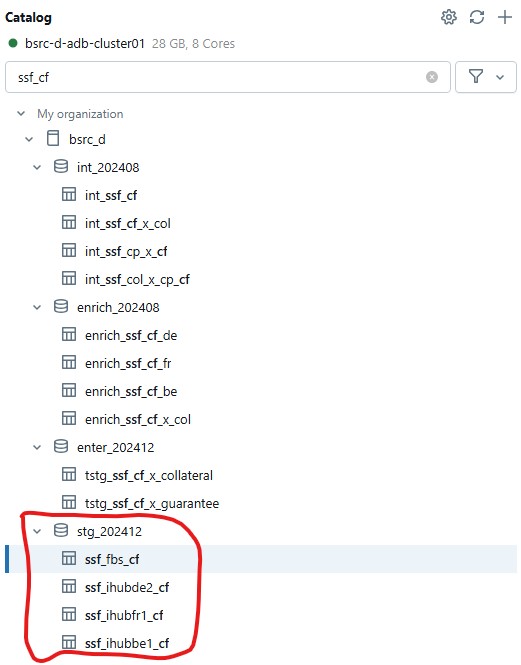 Catalog
bsrc-d-adb-cluster01 28 GB, 8 Cores
ssf_cf
My organization
bsrc_d
int_202408
int_ssf_cf
int_ssf_cf_x_col
int_ssf_cp_x_cf
int_ssf_col_x_cp_cf
enrich_202408
enrich_ssf_cf_de
enrich_ssf_cf_fr
enrich_ssf_cf_be
enrich_ssf_cf_x_col
enter_202412
tstg_ssf_cf_x_collateral
tstg_ssf_cf_x_guarantee
stg_202412
ssf_fbs_cf
ssf_ihubde2_cf
ssf_ihubfr1_cf
ssf_ihubbe1_cf